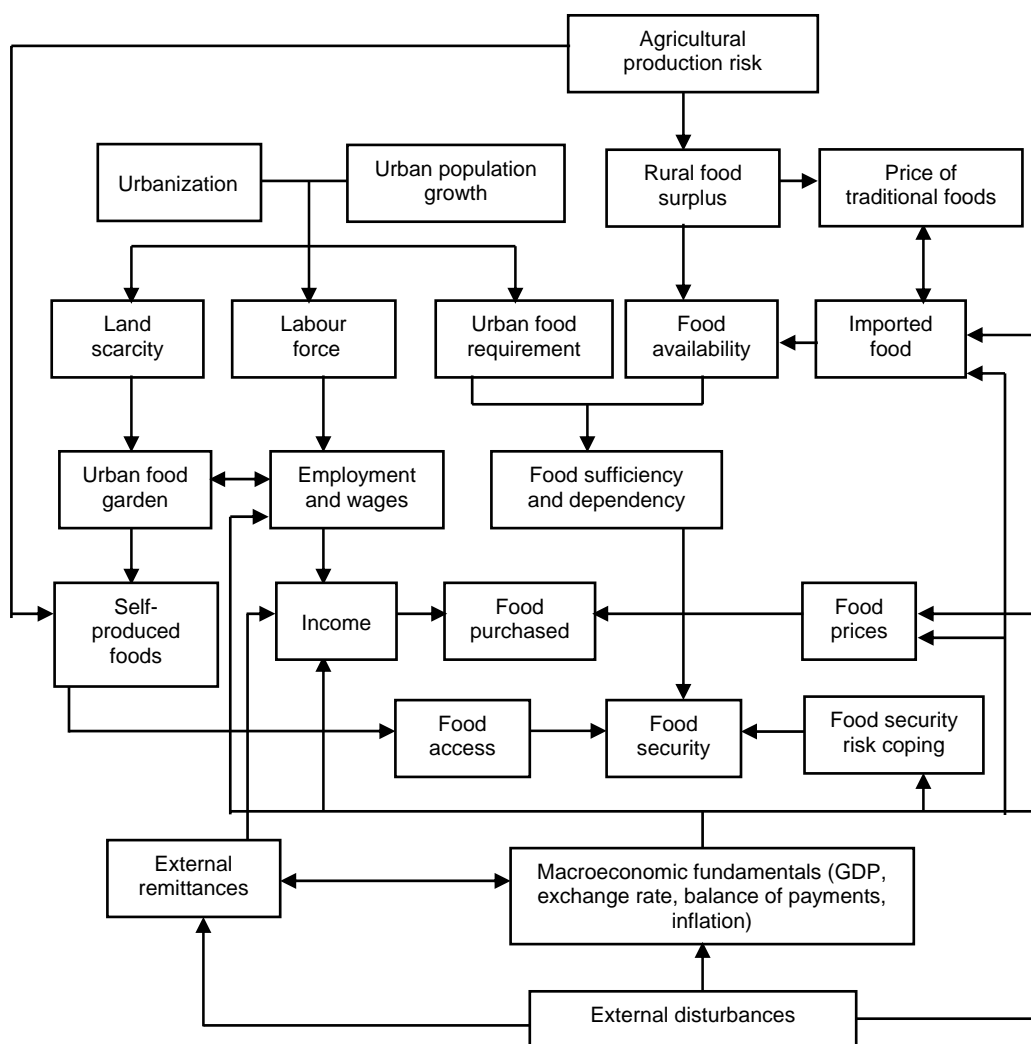 Agricultural
production risk
Urbanization
Urban population
growth
Rural food
surplus
Price of
traditional foods
Land
scarcity
Labour
force
Urban food
requirement
Food
availability
Imported
food
Urban food
garden
Employment
and wages
Food sufficiency
and dependency
Self-
produced
foods
Income
Food
purchased
Food
prices
Food
access
Food
security
Food security
risk coping
External
remittances
Macroeconomic fundamentals (GDP,
exchange rate, balance of payments,
inflation)
External disturbances